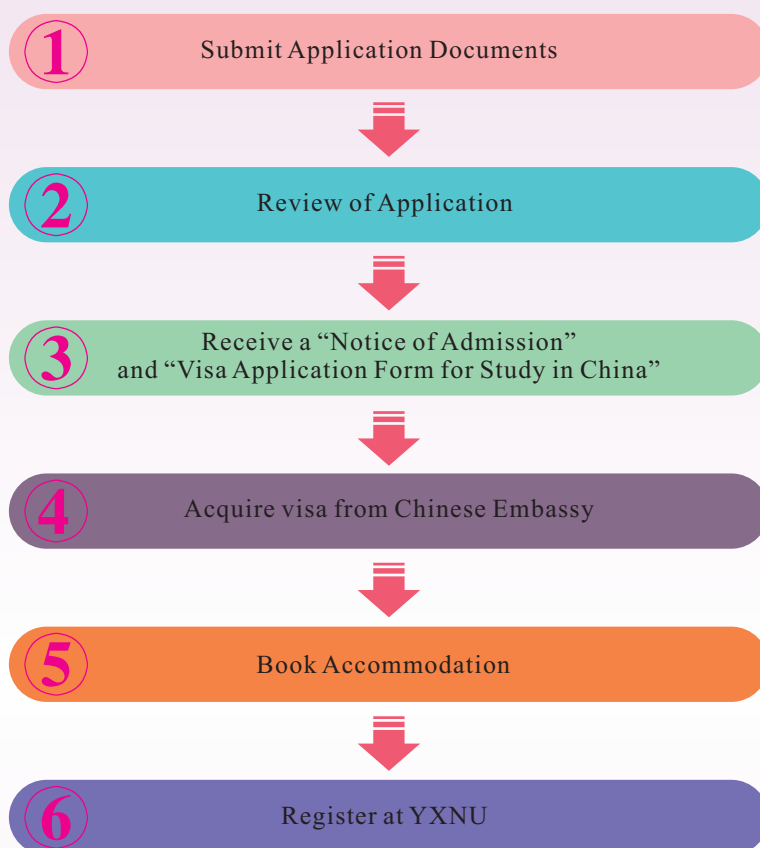 1
Submit Application Documents
2
Review of Application
3
Receive a “Notice of Admission”
and “Visa Application Form for Study in China”
4
Acquire visa from Chinese Embassy
5
Book Accommodation
6
Register at YXNU